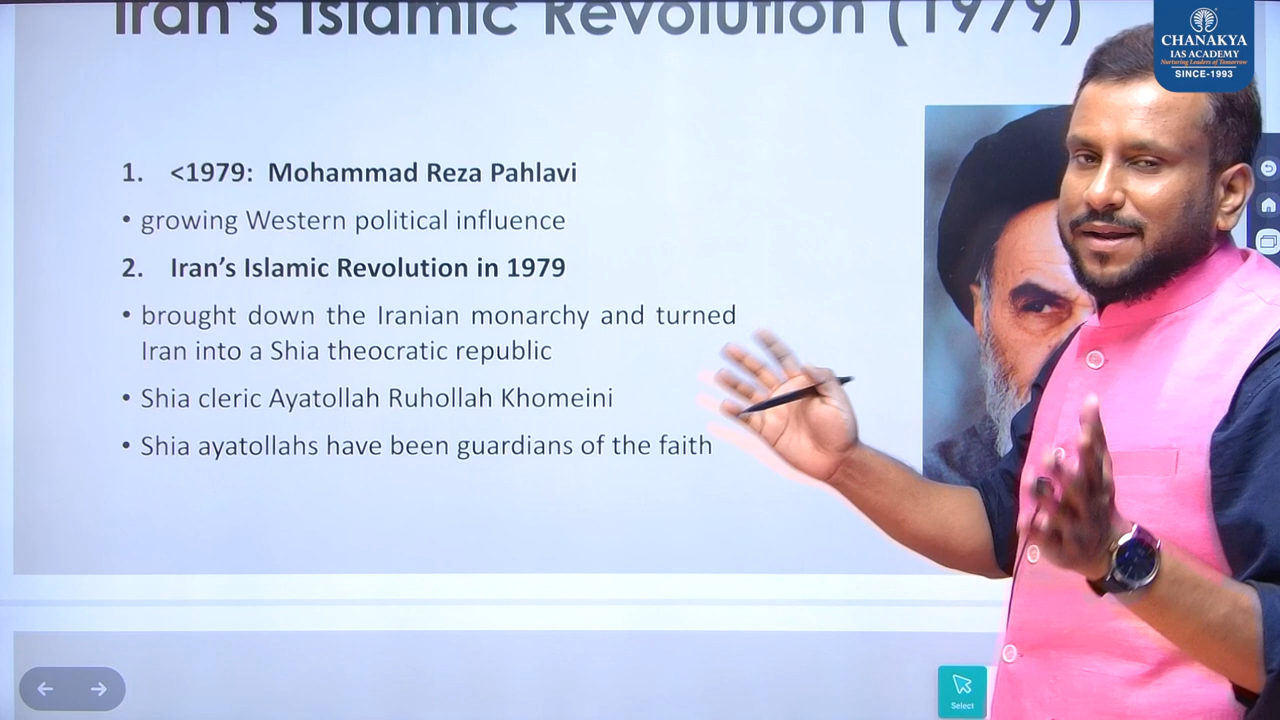 Iran's Islamic Revolution (1979)
1. <1979: Mohammad Reza Pahlavi
• growing Western political influence
2. Iran's Islamic Revolution in 1979
• brought down the Iranian monarchy and turned
Iran into a Shia theocratic republic
• Shia cleric Ayatollah Ruhollah Khomeini
• Shia ayatollahs have been guardians of the faith
CHANAKYA
IAS ACADEMY
Nurturing Leaders of Tomorrow
SINCE-1993
Select